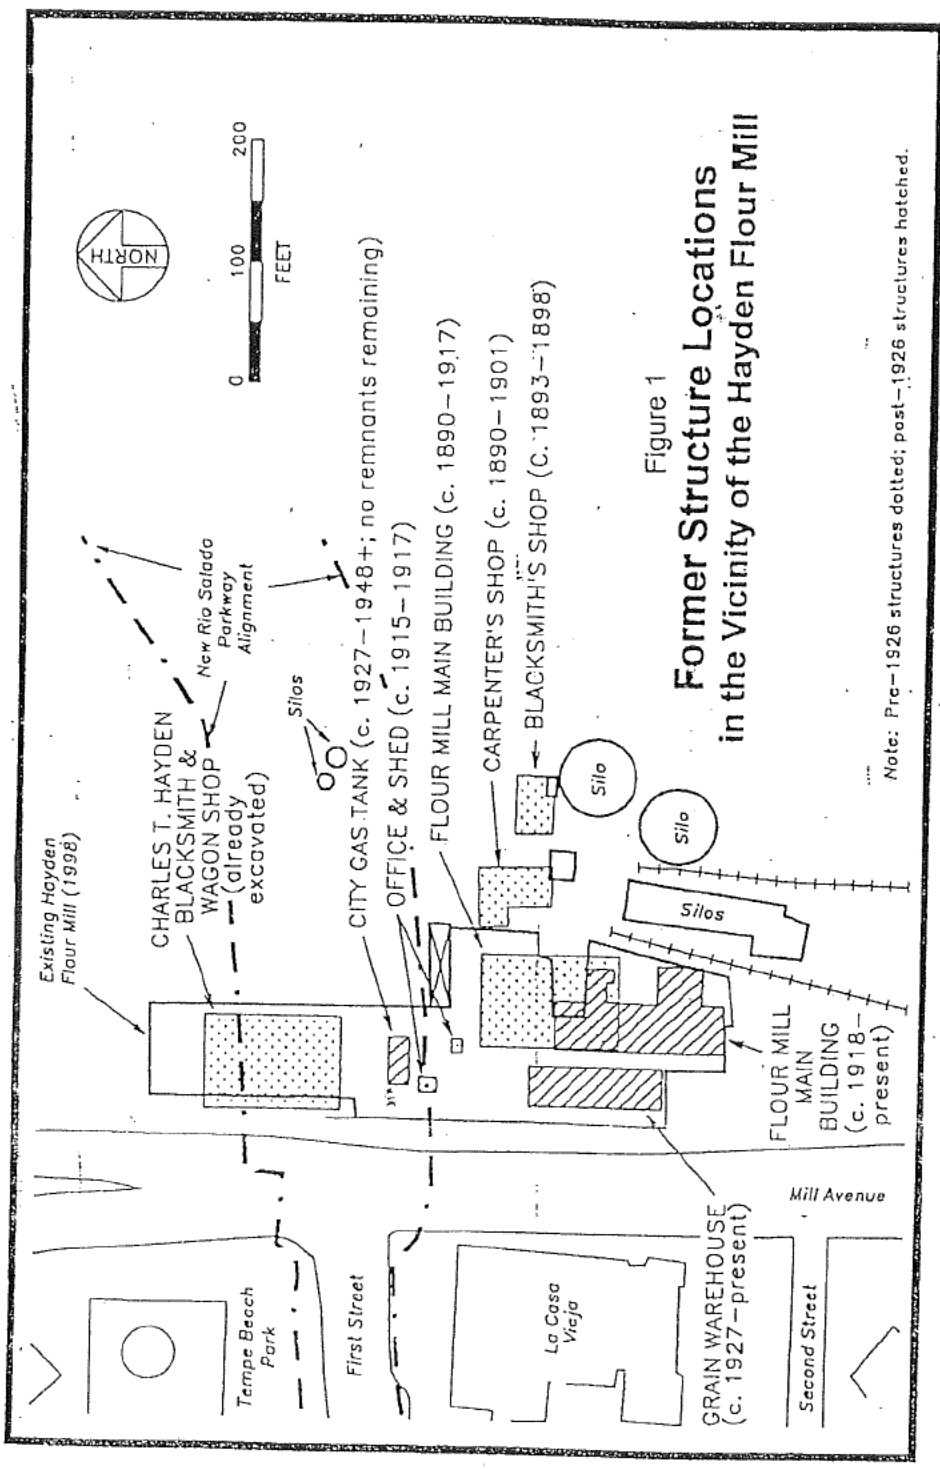 Existing Hayden
Flour Mill (1998)
CHARLES T. HAYDEN
BLACKSMITH &
WAGON SHOP
(already
excavated)
New Rio Salado
Parkway
Alignment
Silos
CITY GAS TANK (c. 1927-1948+; no remnants remaining)
OFFICE & SHED (c. 1915-1917)
FLOUR MILL MAIN BUILDING (c. 1890-1917)
CARPENTER'S SHOP (c. 1890-1901)
BLACKSMITH'S SHOP (C. 1893-1898)
NORTH
0 100 200
FEET
Silo
Silo
Silos
FLOUR MILL
MAIN
BUILDING
(c. 1918-
present)
GRAIN WAREHOUSE
(c. 1927-present)
Mill Avenue
Tempe Beach
Park
First Street
La Casa
Vieja
Second Street
Figure 1
Former Structure Locations
in the Vicinity of the Hayden Flour Mill
Note: Pre-1926 structures dotted; post-1926 structures hatched.